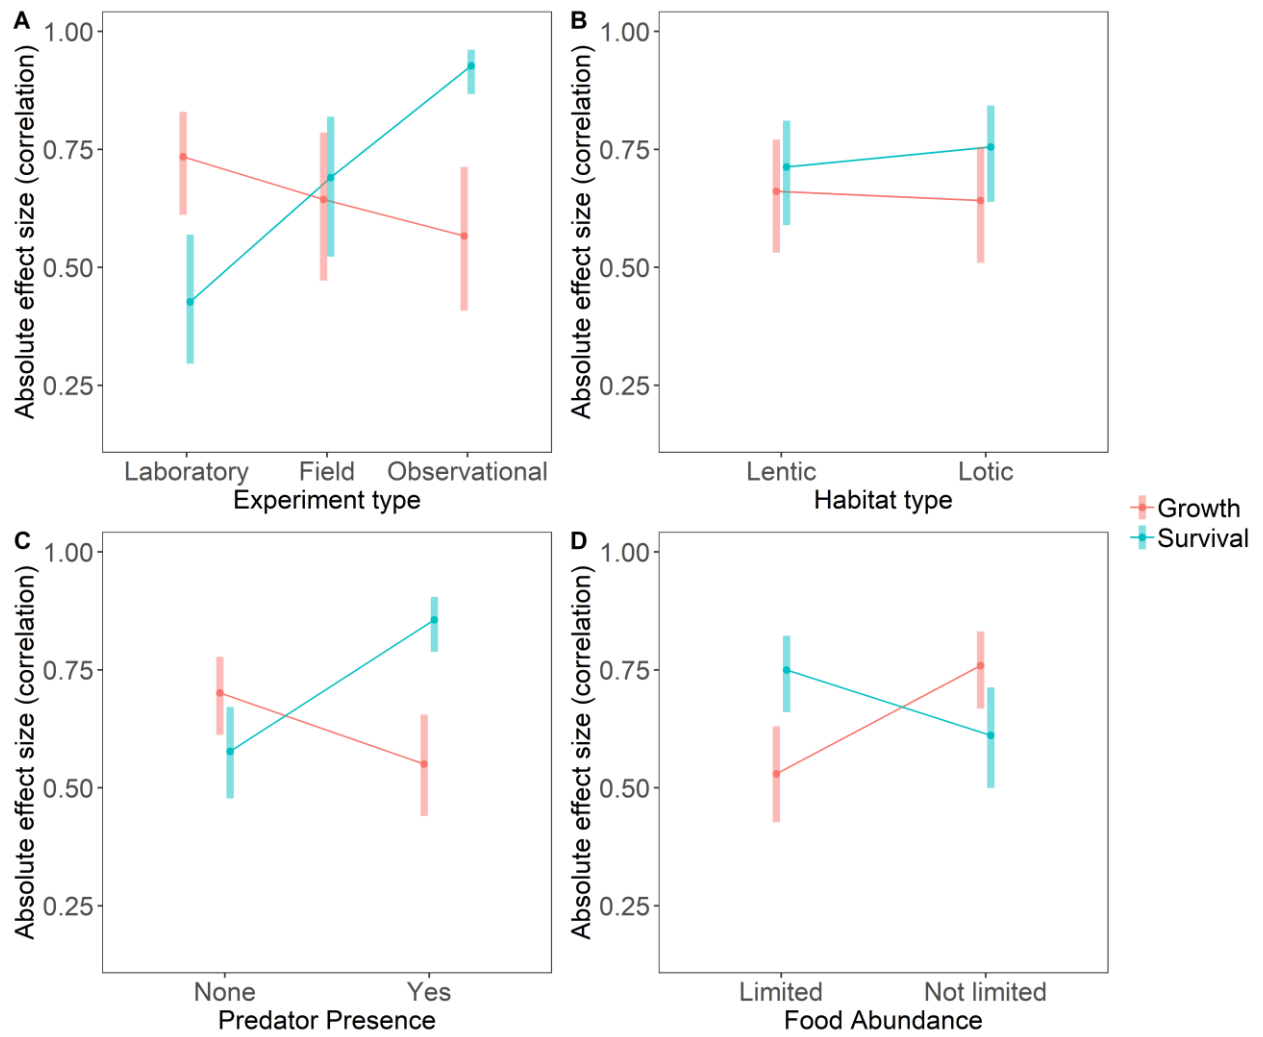 A
Absolute effect size (correlation)
1.00
0.75
0.50
0.25
Laboratory Field Observational
Experiment type
B
Absolute effect size (correlation)
1.00
0.75
0.50
0.25
Lentic Lotic
Habitat type
Growth
Survival
C
Absolute effect size (correlation)
1.00
0.75
0.50
0.25
None Yes
Predator Presence
D
Absolute effect size (correlation)
1.00
0.75
0.50
0.25
Limited Not limited
Food Abundance